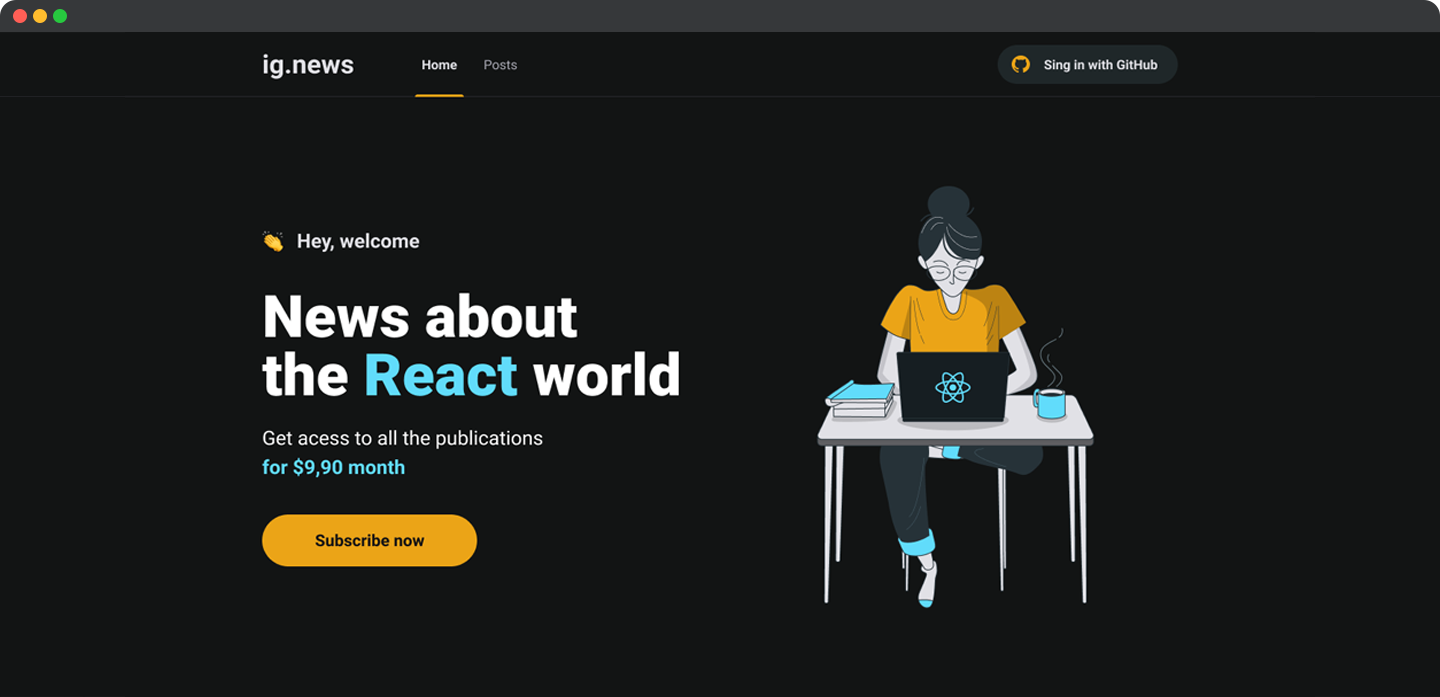 ig.news
Home
Posts
Sing in with GitHub
👏 Hey, welcome
News about
the React world
Get acess to all the publications
for $9,90 month
Subscribe now